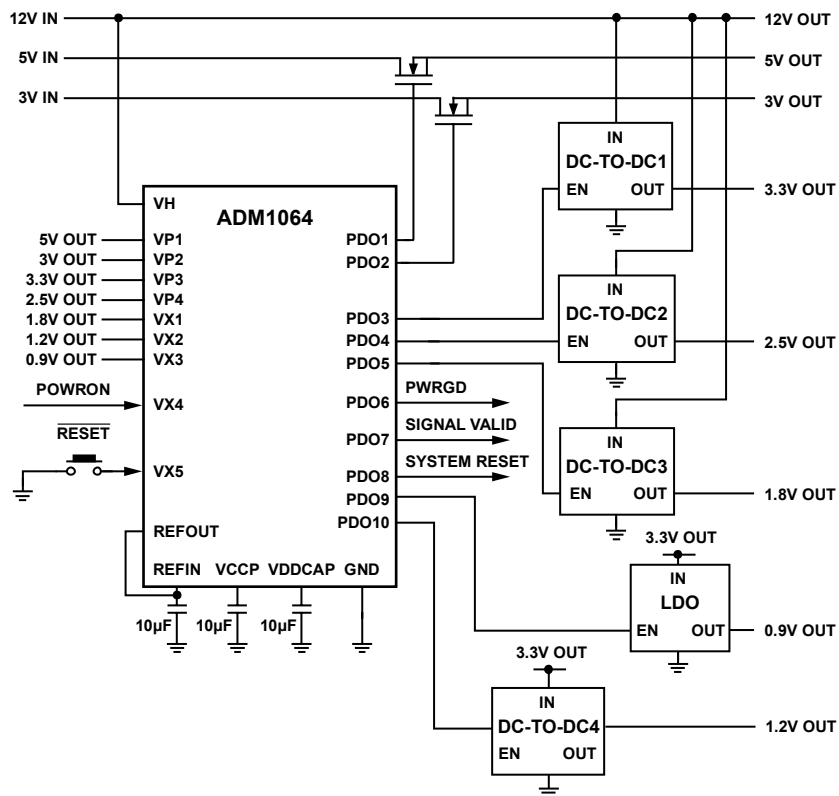 12V IN
12V OUT
5V IN
5V OUT
3V IN
3V OUT
IN
DC-TO-DC1
EN OUT
3.3V OUT
VH
ADM1064
5V OUT
VP1
PDO1
3V OUT
VP2
PDO2
3.3V OUT
VP3
2.5V OUT
VP4
1.8V OUT
VX1
PDO3
1.2V OUT
VX2
PDO4
0.9V OUT
VX3
PDO5
IN
DC-TO-DC2
EN OUT
2.5V OUT
POWRON
VX4
PDO6
PWRGD
PDO7
SIGNAL VALID
RESET
VX5
PDO8
SYSTEM RESET
PDO9
PDO10
IN
DC-TO-DC3
EN OUT
1.8V OUT
REFOUT
REFIN VCCP VDDCAP GND
10µF 10µF 10µF
3.3V OUT
IN
LDO
EN OUT
0.9V OUT
3.3V OUT
IN
DC-TO-DC4
EN OUT
1.2V OUT